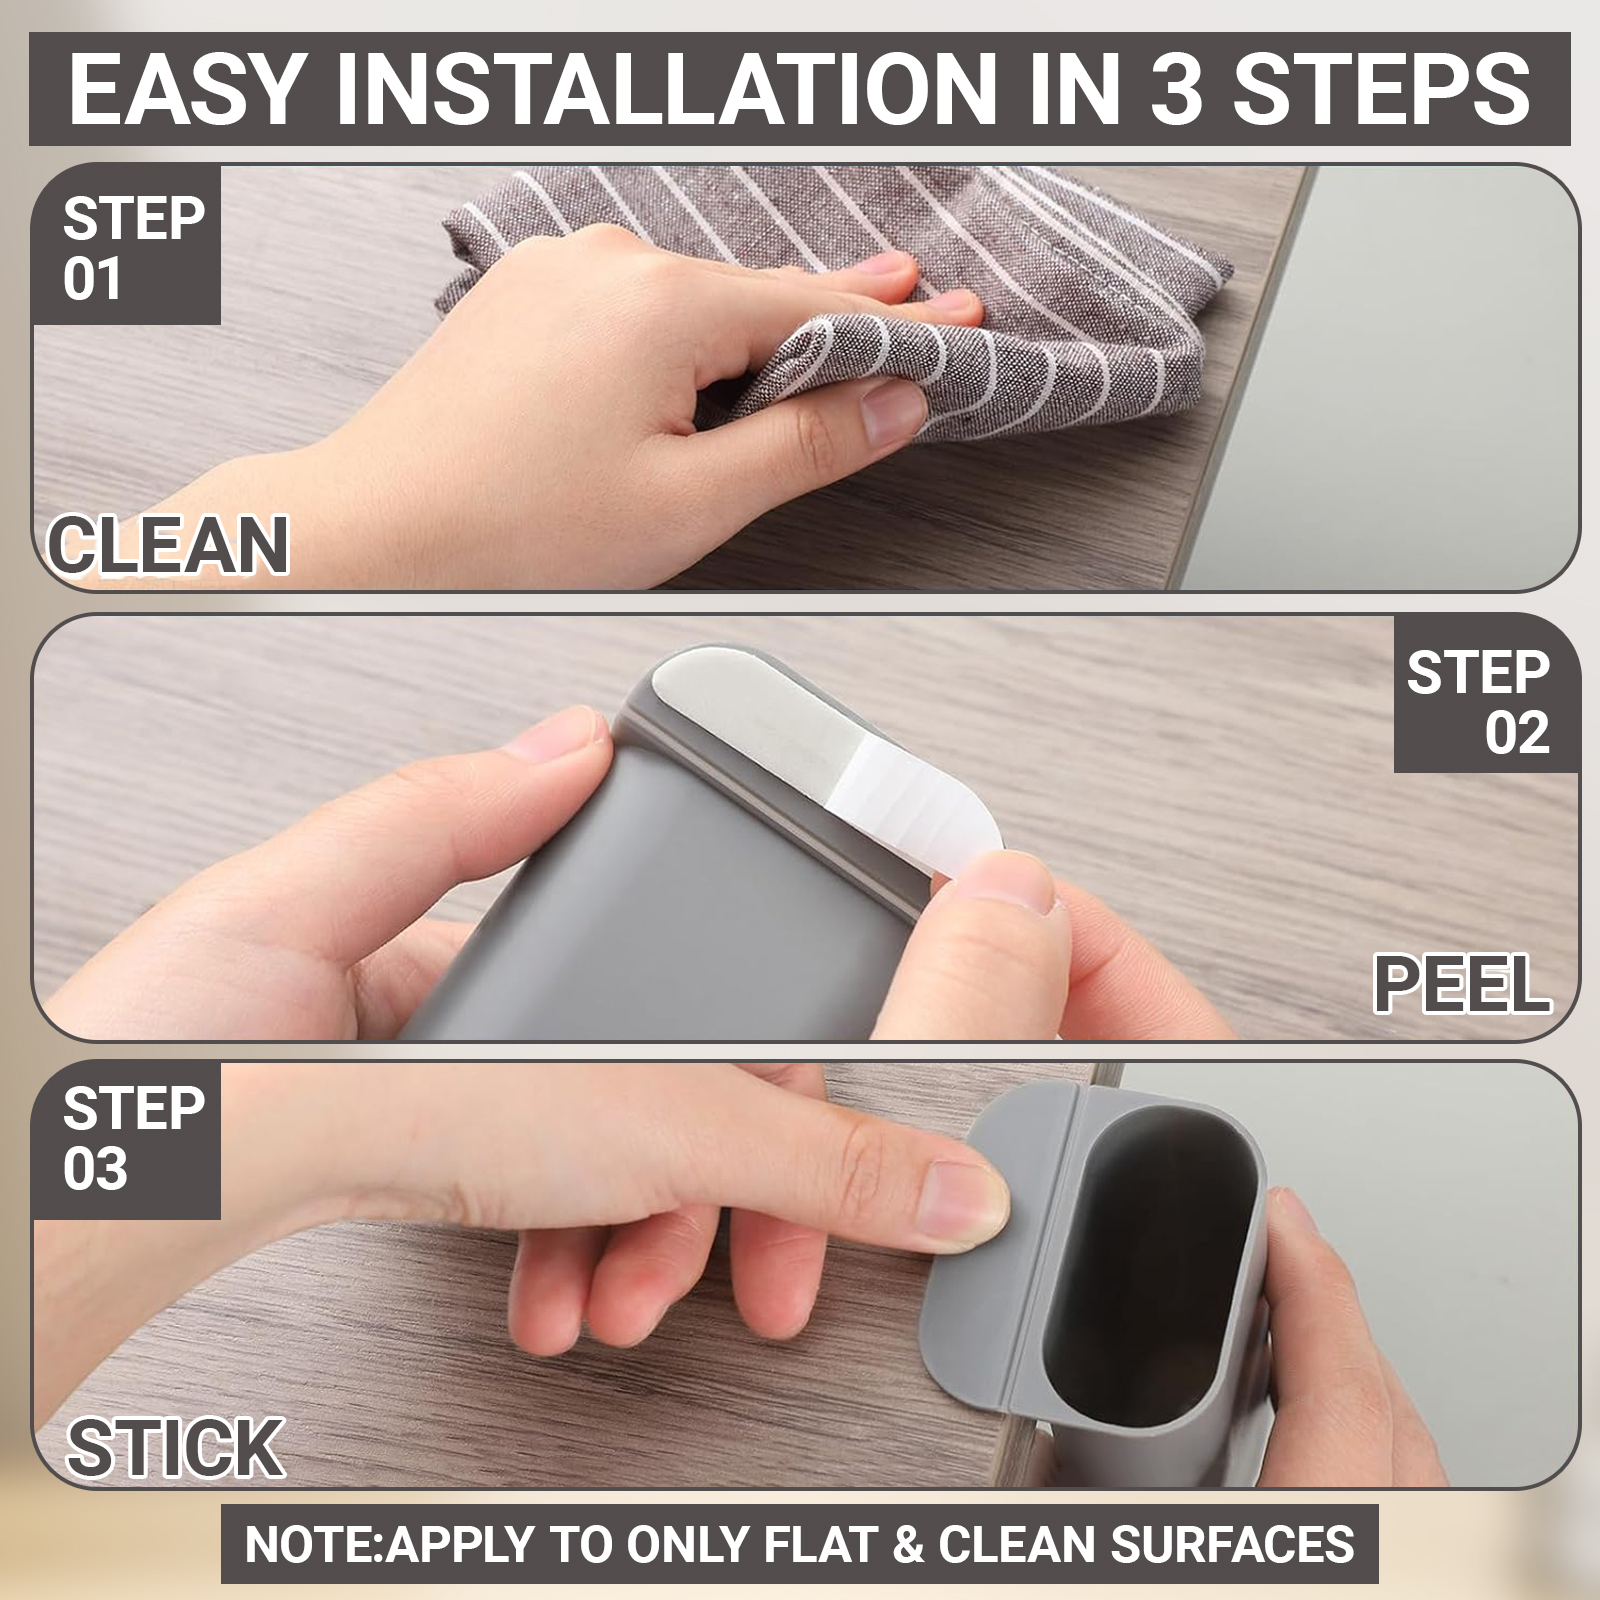 EASY INSTALLATION IN 3 STEPS
STEP
01
CLEAN
STEP
02
PEEL
STEP
03
STICK
NOTE:APPLY TO ONLY FLAT & CLEAN SURFACES